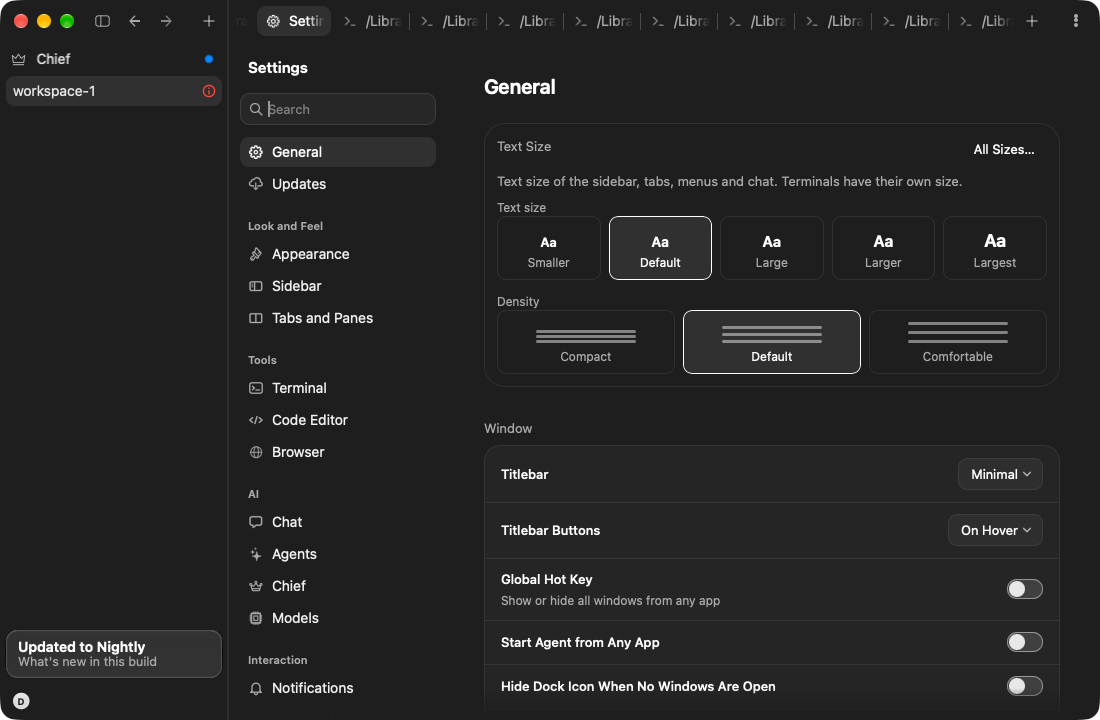 Settin
/Libra
/Libra
/Libra
/Libra
/Libra
/Libra
/Libra
/Libra
/Libr
Chief
workspace-1
Updated to Nightly
What's new in this build
D
Settings
Search
General
Updates
Look and Feel
Appearance
Sidebar
Tabs and Panes
Tools
Terminal
Code Editor
Browser
AI
Chat
Agents
Chief
Models
Interaction
Notifications
General
Text Size
All Sizes...
Text size of the sidebar, tabs, menus and chat. Terminals have their own size.
Text size
Aa Aa Aa Aa Aa
Smaller Default Large Larger Largest
Density
Compact Default Comfortable
Window
Titlebar Minimal
Titlebar Buttons On Hover
Global Hot Key
Show or hide all windows from any app
Start Agent from Any App
Hide Dock Icon When No Windows Are Open